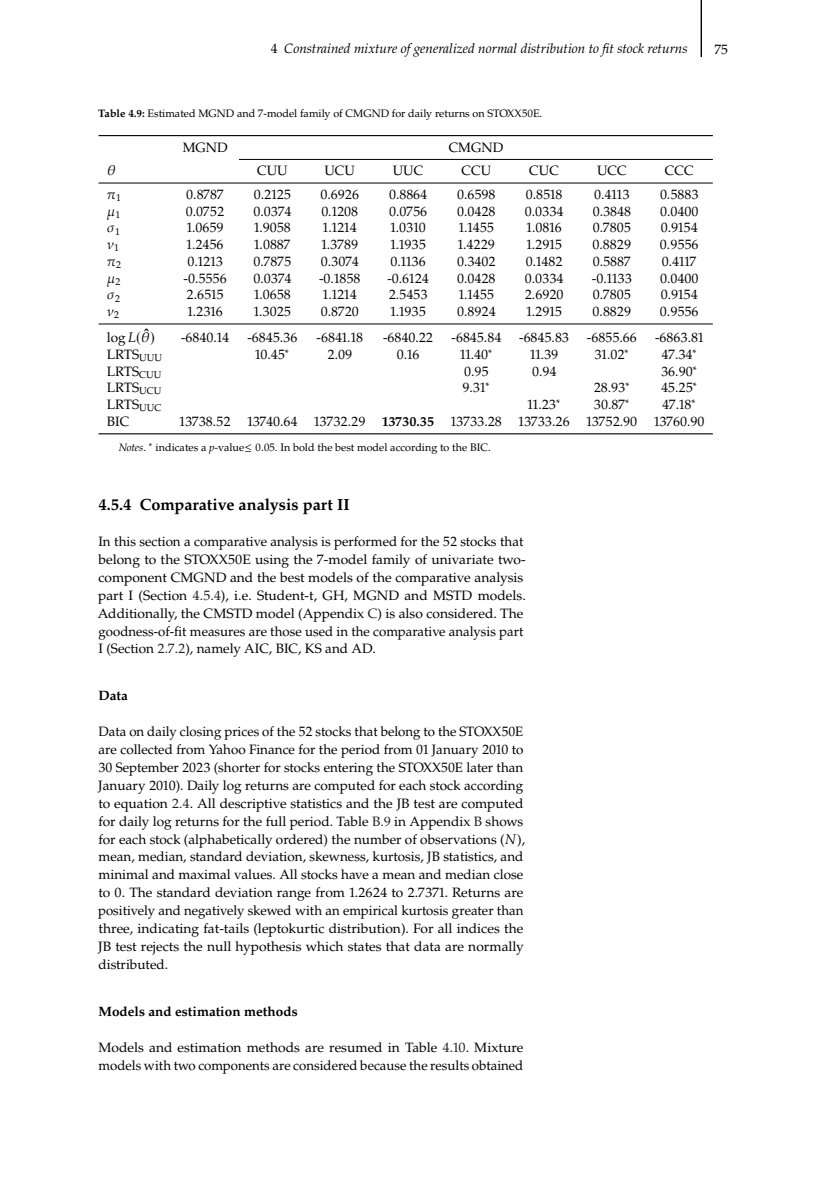 4 Constrained mixture of generalized normal distribution to fit stock returns 75
Table 4.9: Estimated MGND and 7-model family of CMGND for daily returns on STOXX50E.
MGND CMGND
θ CUU UCU UUC CCU CUC UCC CCC
π1 0.8787 0.2125 0.6926 0.8864 0.6598 0.8518 0.4113 0.5883
μ1 0.0752 0.0374 0.1208 0.0756 0.0428 0.0334 0.3848 0.0400
σ1 1.0659 1.9058 1.1214 1.0310 1.1455 1.0816 0.7805 0.9154
ν1 1.2456 1.0887 1.3789 1.1935 1.4229 1.2915 0.8829 0.9556
π2 0.1213 0.7875 0.3074 0.1136 0.3402 0.1482 0.5887 0.4117
μ2 -0.5556 0.0374 -0.1858 -0.6124 0.0428 0.0334 -0.1133 0.0400
σ2 2.6515 1.0658 1.1214 2.5453 1.1455 2.6920 0.7805 0.9154
ν2 1.2316 1.3025 0.8720 1.1935 0.8924 1.2915 0.8829 0.9556
log L(θ̂) -6840.14 -6845.36 -6841.18 -6840.22 -6845.84 -6845.83 -6855.66 -6863.81
LRTSUUU 10.45* 2.09 0.16 11.40* 11.39 31.02* 47.34*
LRTSCUU 0.95 0.94 36.90*
LRTSUCU 9.31* 28.93* 45.25*
LRTSUUC 11.23* 30.87* 47.18*
BIC 13738.52 13740.64 13732.29 13730.35 13733.28 13733.26 13752.90 13760.90
Notes. * indicates a p-value≤ 0.05. In bold the best model according to the BIC.
4.5.4 Comparative analysis part II
In this section a comparative analysis is performed for the 52 stocks that
belong to the STOXX50E using the 7-model family of univariate two-
component CMGND and the best models of the comparative analysis
part I (Section 4.5.4), i.e. Student-t, GH, MGND and MSTD models.
Additionally, the CMSTD model (Appendix C) is also considered. The
goodness-of-fit measures are those used in the comparative analysis part
I (Section 2.7.2), namely AIC, BIC, KS and AD.
Data
Data on daily closing prices of the 52 stocks that belong to the STOXX50E
are collected from Yahoo Finance for the period from 01 January 2010 to
30 September 2023 (shorter for stocks entering the STOXX50E later than
January 2010). Daily log returns are computed for each stock according
to equation 2.4. All descriptive statistics and the JB test are computed
for daily log returns for the full period. Table B.9 in Appendix B shows
for each stock (alphabetically ordered) the number of observations (N),
mean, median, standard deviation, skewness, kurtosis, JB statistics, and
minimal and maximal values. All stocks have a mean and median close
to 0. The standard deviation range from 1.2624 to 2.7371. Returns are
positively and negatively skewed with an empirical kurtosis greater than
three, indicating fat-tails (leptokurtic distribution). For all indices the
JB test rejects the null hypothesis which states that data are normally
distributed.
Models and estimation methods
Models and estimation methods are resumed in Table 4.10. Mixture
models with two components are considered because the results obtained